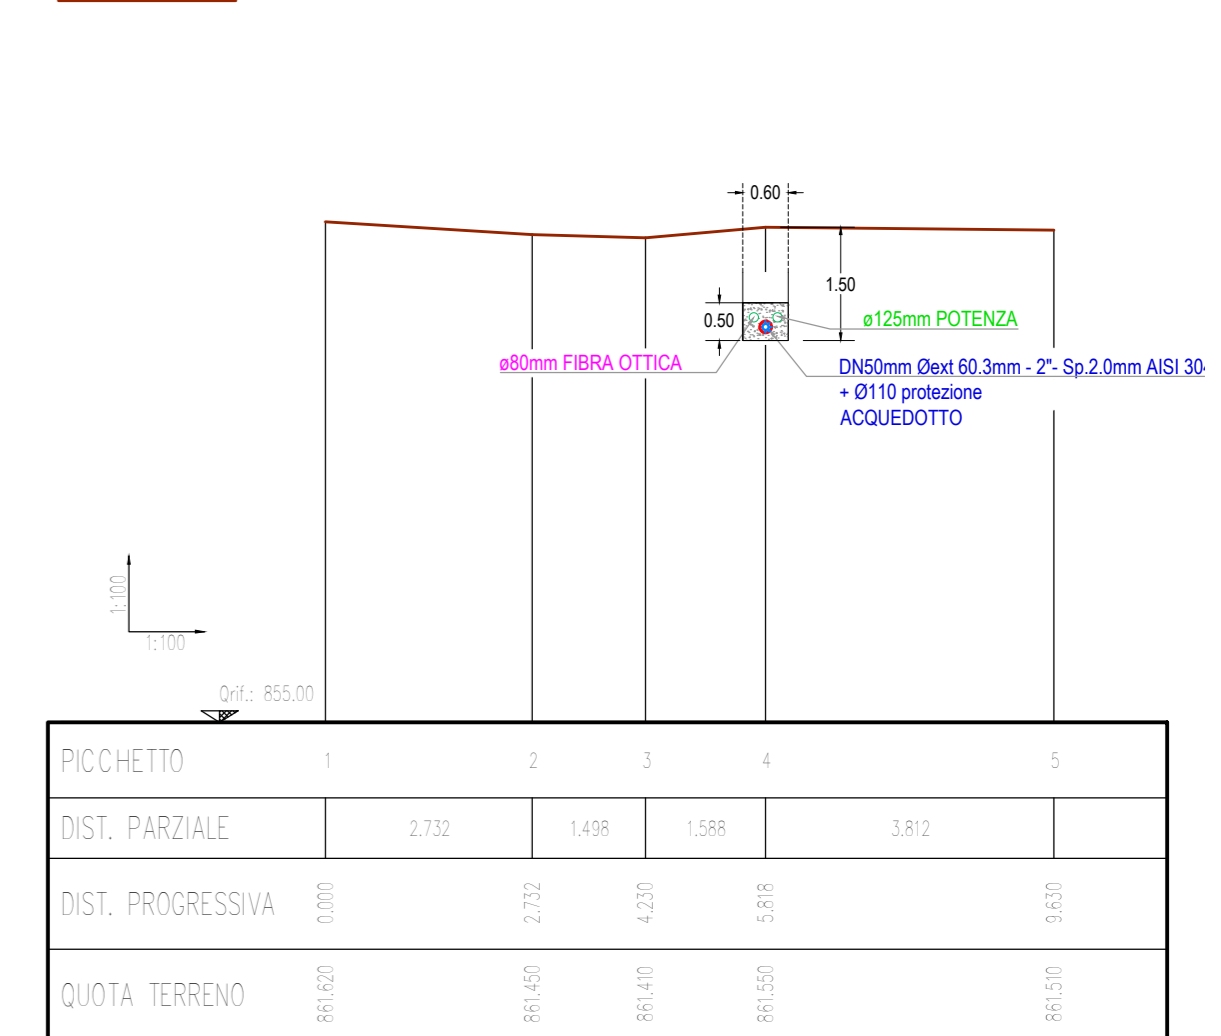 0.60
1.50
0.50
ø125mm POTENZA
ø80mm FIBRA OTTICA
DN50mm Øext 60.3mm - 2"- Sp.2.0mm AISI 304
+ Ø110 protezione
ACQUEDOTTO
1:100
1:100
Qrif.: 855.00
PICCHETTO 1 2 3 4 5
DIST. PARZIALE 2.732 1.498 1.588 3.812
DIST. PROGRESSIVA 0.000 2.732 4.230 5.818 9.630
QUOTA TERRENO 861.620 861.450 861.410 861.550 861.510